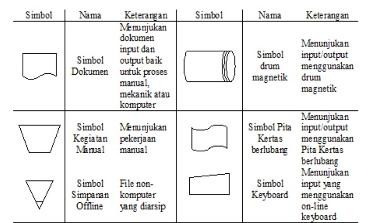 Simbol Nama Keterangan Simbol Nama Keterangan
Simbol Dokumen
Menunjukan
dokumen
input dan
output baik
untuk proses
manual,
mekanik atau
komputer
Simbol
drum
magnetik
Menunjukan
input/output
menggunakan
drum
magnetik
Simbol
Kegiatan
Manual
Menunjukan
pekerjaan
manual
Simbol Pita
Kertas
berlubang
Menunjukan
input/output
menggunakan
Pita Kertas
berlubang
Simbol
Simpanan
Offline
File non-
komputer
yang diarsip
Simbol
Keyboard
Menunjukan
input yang
menggunakan
on-line
keyboard